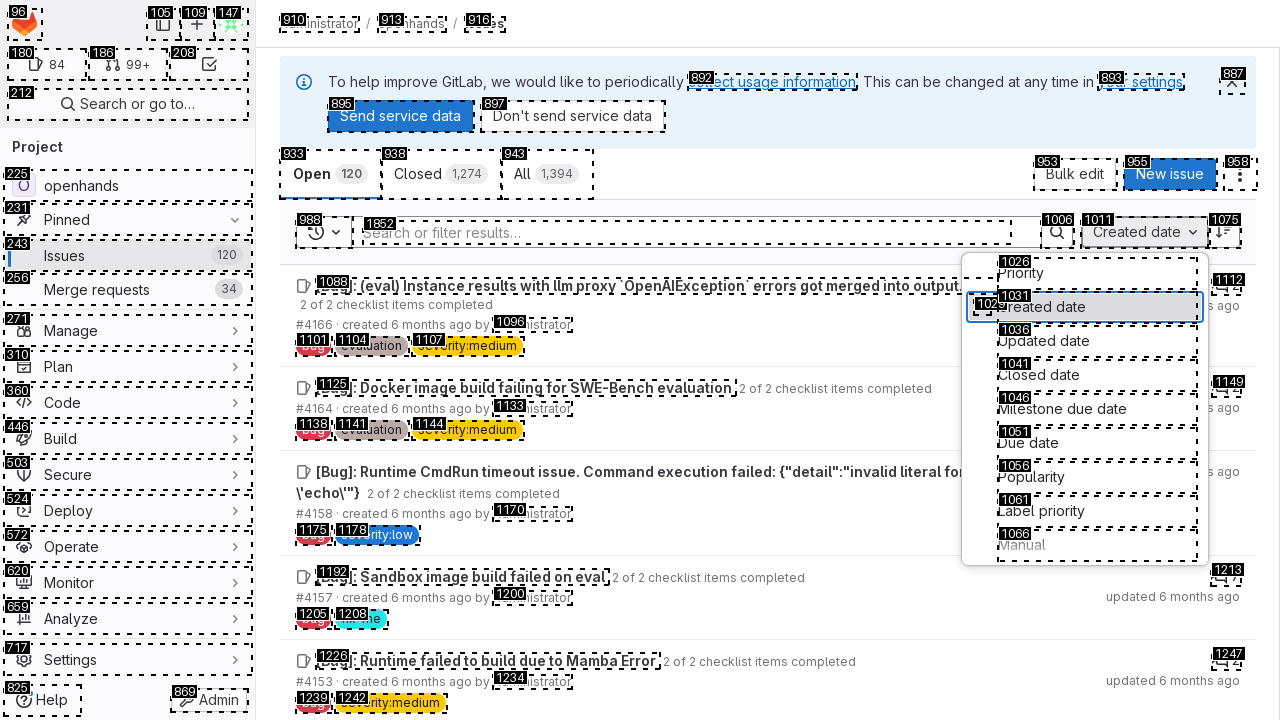 96
105
109
147
180
84
186
99+
208
212
Search or go to…
Project
225
openhands
231
Pinned
243
Issues
120
256
Merge requests
34
271
Manage
310
Plan
360
Code
446
Build
503
Secure
524
Deploy
572
Operate
620
Monitor
659
Analyze
717
Settings
825
Help
869
Admin
910
913
916
/
/
To help improve GitLab, we would like to periodically 892 collect usage information. This can be changed at any time in 893 your settings
887
895
Send service data
897
Don't send service data
933
Open 120
938
Closed 1,274
943
All 1,394
953
Bulk edit
955
New issue
958
988
1852
Search or filter results…
1006
1011
Created date
1075
1026
Priority
1031
Created date
1036
Updated date
1041
Closed date
1046
Milestone due date
1051
Due date
1056
Popularity
1061
Label priority
1066
Manual
1088
[Bug]: (eval) Instance results with llm proxy `OpenAIException` errors got merged into output.
1112
2 of 2 checklist items completed
#4166 · created 6 months ago by 1096
1101
bug
1104
evaluation
1107
severity:medium
1125
[Bug]: Docker image build failing for SWE-Bench evaluation
2 of 2 checklist items completed
1149
#4164 · created 6 months ago by 1133
1138
bug
1141
evaluation
1144
severity:medium
[Bug]: Runtime CmdRun timeout issue. Command execution failed: {"detail":"invalid literal for
\'echo\'"} 2 of 2 checklist items completed
#4158 · created 6 months ago by 1170
1175
bug
1178
severity:low
1192
[Bug]: Sandbox image build failed on eval
2 of 2 checklist items completed
1213
#4157 · created 6 months ago by 1200
updated 6 months ago
1205
bug
1208
fix-me
1226
[Bug]: Runtime failed to build due to Mamba Error
2 of 2 checklist items completed
1247
#4153 · created 6 months ago by 1234
updated 6 months ago
1239
bug
1242
severity:medium